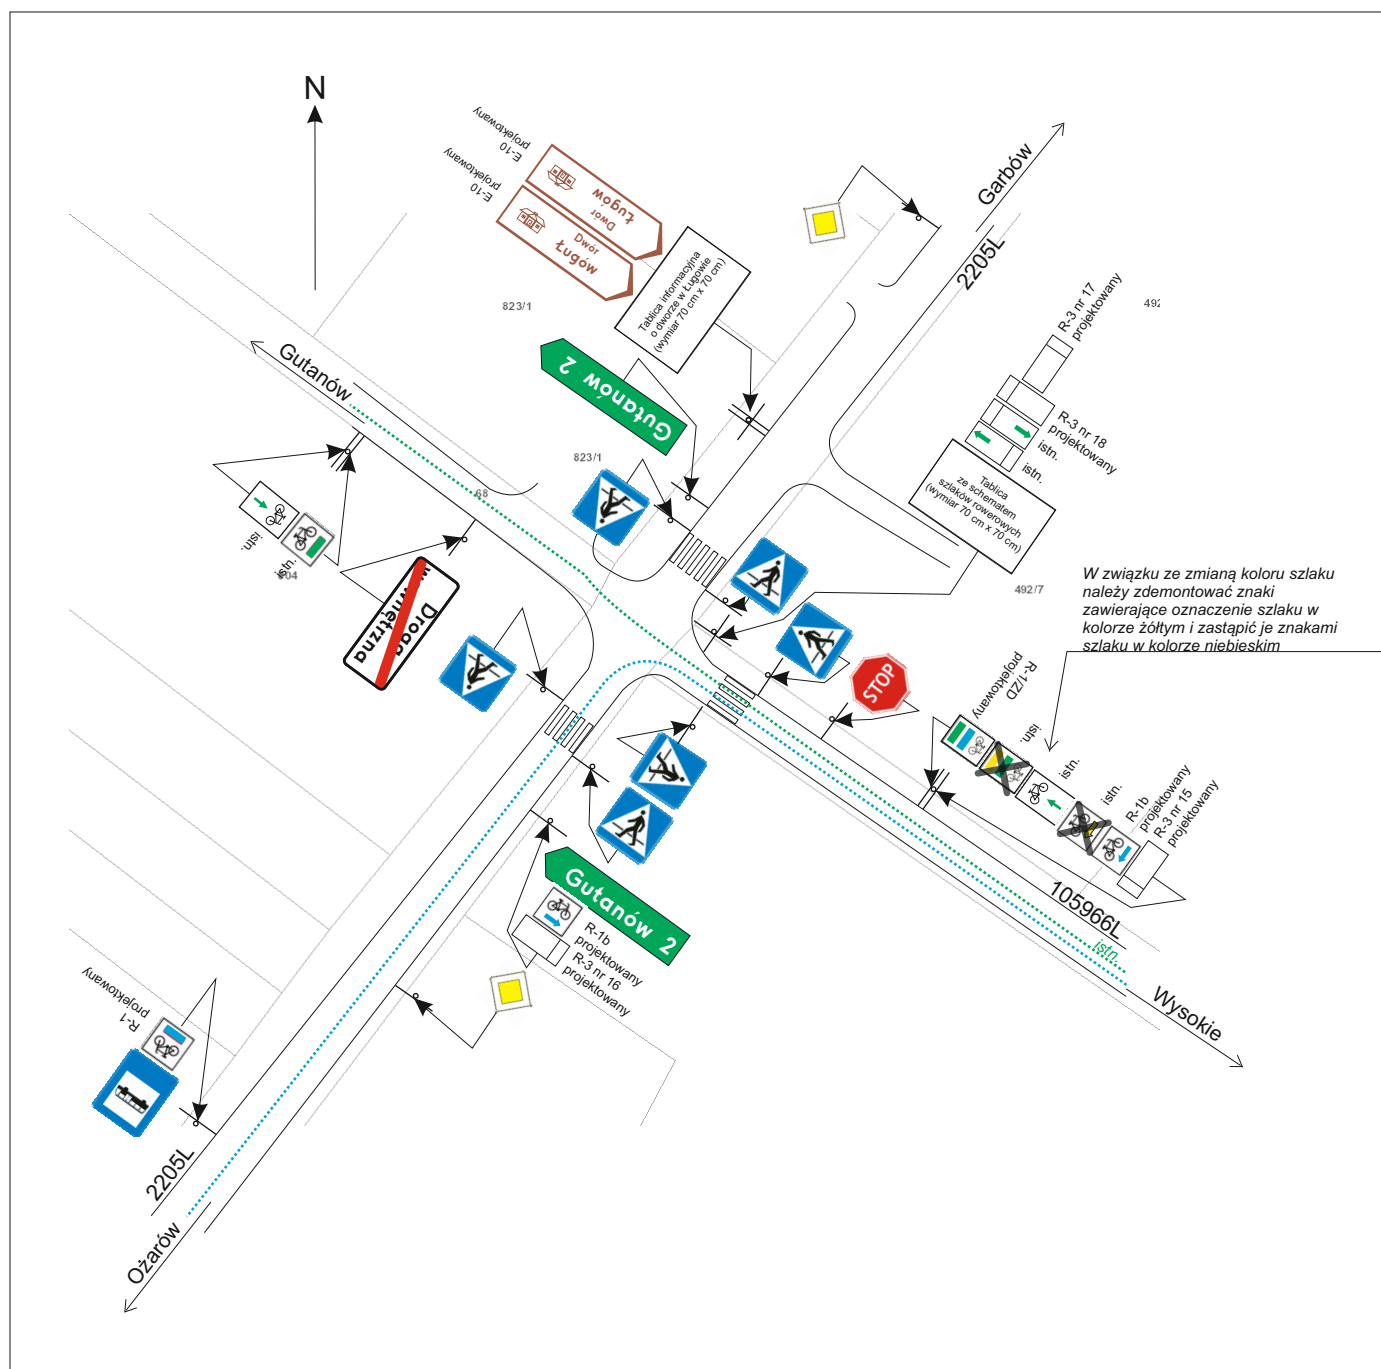 N
E-10
projektowany
E-10
projektowany
Dwór
Ługów
Dwór
Ługów
Tablica informacyjna
o dworze w Ługowie
(wymiar 70 cm x 70 cm)
Garbów
2205L
823/1
492
R-3 nr 17
projektowany
Gutanów
Gutanów 2
R-3 nr 18
projektowany
istn.
istn.
823/1
68
Tablica
ze schematem
szlaków rowerowych
(wymiar 70 cm x 70 cm)
istn.
istn.
Droga
wewnętrzna
492/7
W związku ze zmianą koloru szlaku
należy zdemontować znaki
zawierające oznaczenie szlaku w
kolorze żółtym i zastąpić je znakami
szlaku w kolorze niebieskim
STOP
R-1/ZD
projektowany
istn.
istn.
istn.
R-1b
projektowany
R-3 nr 15
projektowany
Gutanów 2
105966L
istn.
R-1b
projektowany
R-3 nr 16
projektowany
Wysokie
R-1
projektowany
2205L
Ożarów